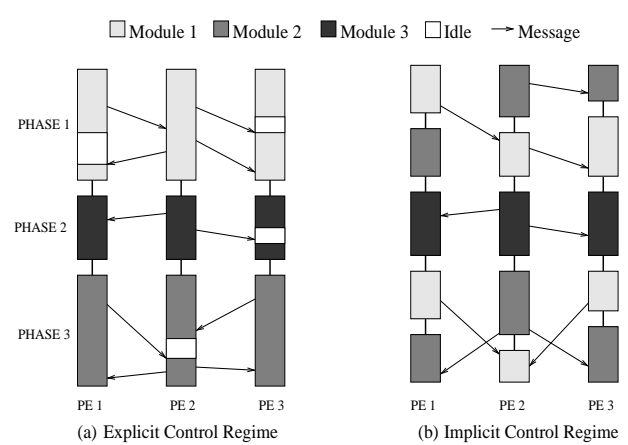 Module 1 Module 2 Module 3 Idle Message
PHASE 1
PHASE 2
PHASE 3
PE 1 PE 2 PE 3
(a) Explicit Control Regime
PE 1 PE 2 PE 3
(b) Implicit Control Regime